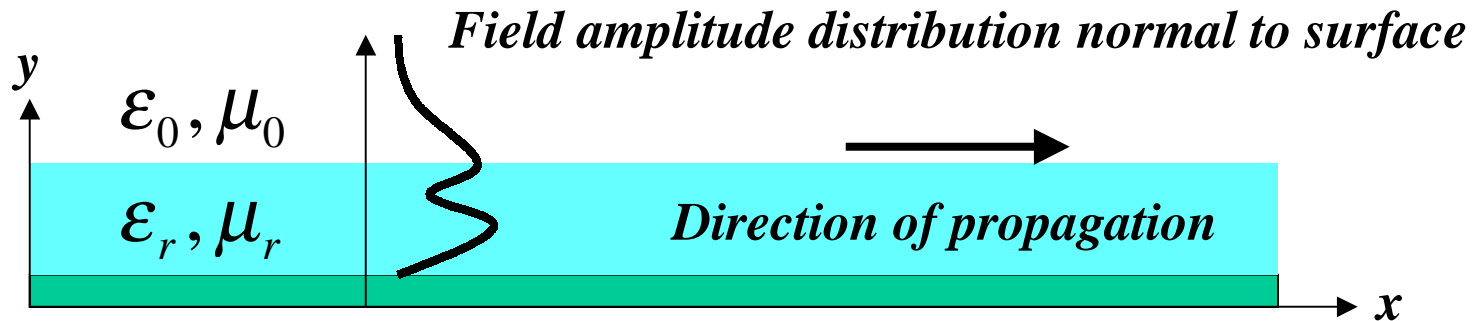 Field amplitude distribution normal to surface
y
ε₀, μ₀
εᵣ, μᵣ
Direction of propagation
x